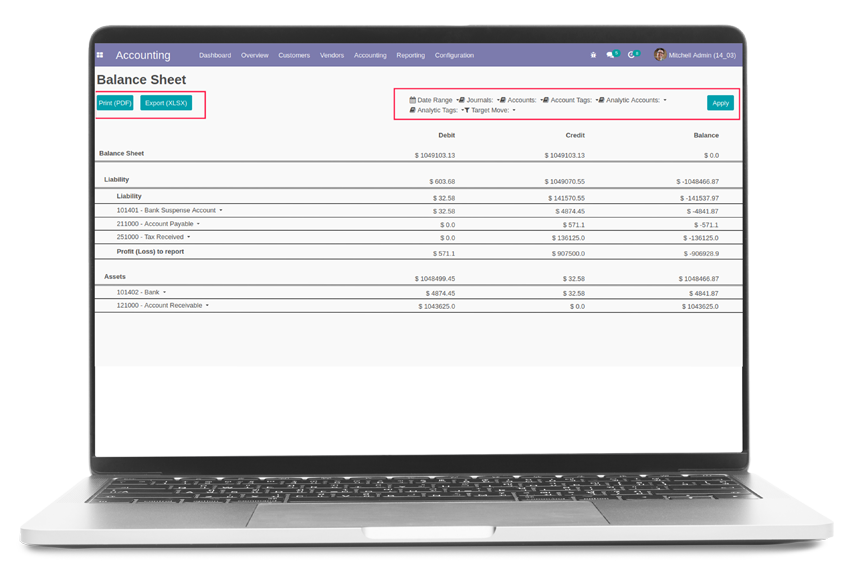 Accounting Dashboard Overview Customers Vendors Accounting Reporting Configuration Mitchell Admin (14_03)
Balance Sheet
Print (PDF) Export (XLSX) Date Range Journals: Accounts: Account Tags: Analytic Accounts: Apply
Analytic Tags: Target Move:
Debit Credit Balance
Balance Sheet $ 1049103.13 $ 1049103.13 $ 0.0
Liability $ 603.68 $ 1049070.55 $ -1048466.87
Liability $ 32.58 $ 141570.55 $ -141537.97
101401 - Bank Suspense Account $ 32.58 $ 4874.45 $ -4841.87
211000 - Account Payable $ 0.0 $ 571.1 $ -571.1
251000 - Tax Received $ 0.0 $ 136125.0 $ -136125.0
Profit (Loss) to report $ 571.1 $ 907500.0 $ -906928.9
Assets $ 1048499.45 $ 32.58 $ 1048466.87
101402 - Bank $ 4874.45 $ 32.58 $ 4841.87
121000 - Account Receivable $ 1043625.0 $ 0.0 $ 1043625.0